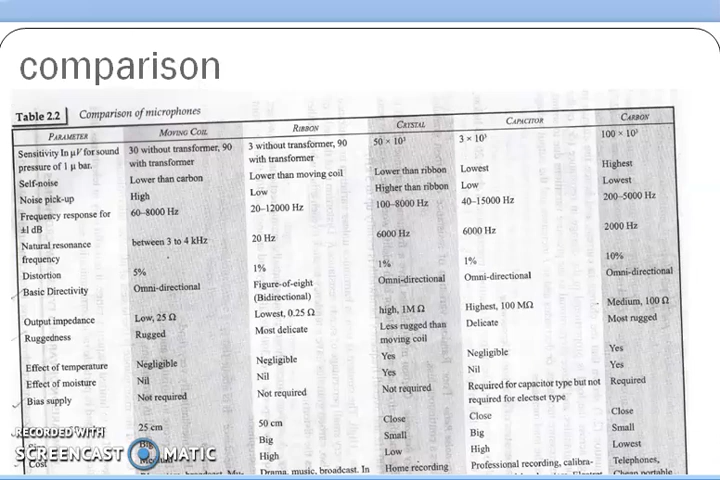 comparison
Table 2.2 Comparison of microphones
PARAMETER MOVING COIL RIBBON CRYSTAL CAPACITOR CARBON
Sensitivity In µV for sound pressure of 1 µ bar. 30 without transformer, 90 with transformer 3 without transformer, 90 with transformer 50 × 10³ 3 × 10³ 100 × 10³
Self-noise Lower than carbon Lower than moving coil Lower than ribbon Lowest Highest
Noise pick-up High Low Higher than ribbon Low Lowest
Frequency response for ±1 dB 60–8000 Hz 20–12000 Hz 100–8000 Hz 40–15000 Hz 200–5000 Hz
Natural resonance frequency between 3 to 4 kHz 20 Hz 6000 Hz 6000 Hz 2000 Hz
Distortion 5% 1% 1% 1% 10%
Basic Directivity Omni-directional Figure-of-eight (Bidirectional) Omni-directional Omni-directional Omni-directional
Output impedance Low, 25 Ω Lowest, 0.25 Ω high, 1M Ω Highest, 100 MΩ Medium, 100 Ω
Ruggedness Rugged Most delicate Less rugged than moving coil Delicate Most rugged
Effect of temperature Negligible Negligible Yes Negligible Yes
Effect of moisture Nil Nil Yes Nil Yes
Bias supply Not required Not required Not required Required for capacitor type but not required for electset type Required
25 cm 50 cm Close Close Close
Big Big Small Big Small
Cost Medium High Low High Lowest
Drama, music, broadcast. In Home recording Professional recording, calibra- Telephones,
RECORDED WITH
SCREENCAST MATIC